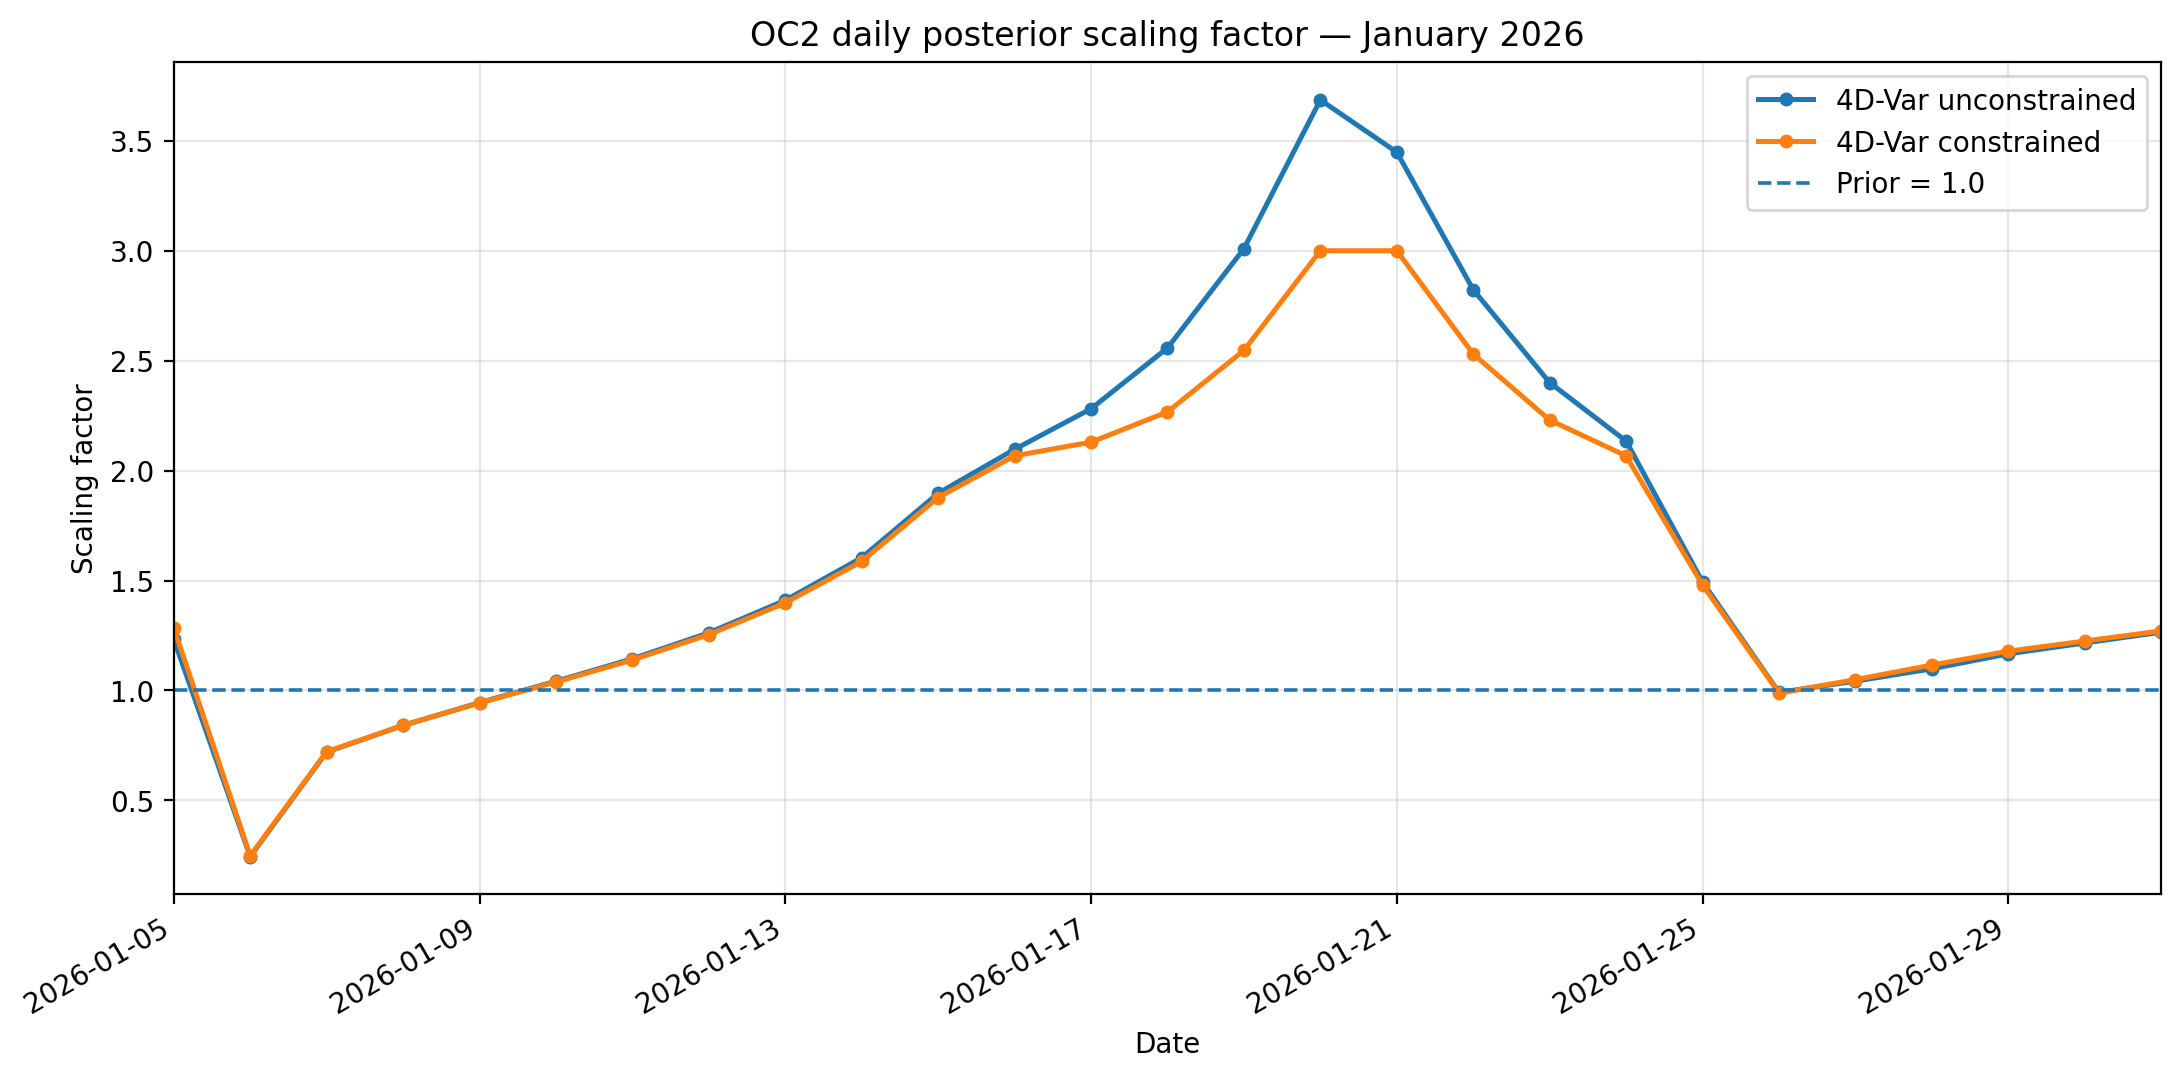 OC2 daily posterior scaling factor — January 2026
4D-Var unconstrained
4D-Var constrained
Prior = 1.0
Scaling factor
3.5
3.0
2.5
2.0
1.5
1.0
0.5
2026-01-05
2026-01-09
2026-01-13
2026-01-17
2026-01-21
2026-01-25
2026-01-29
Date